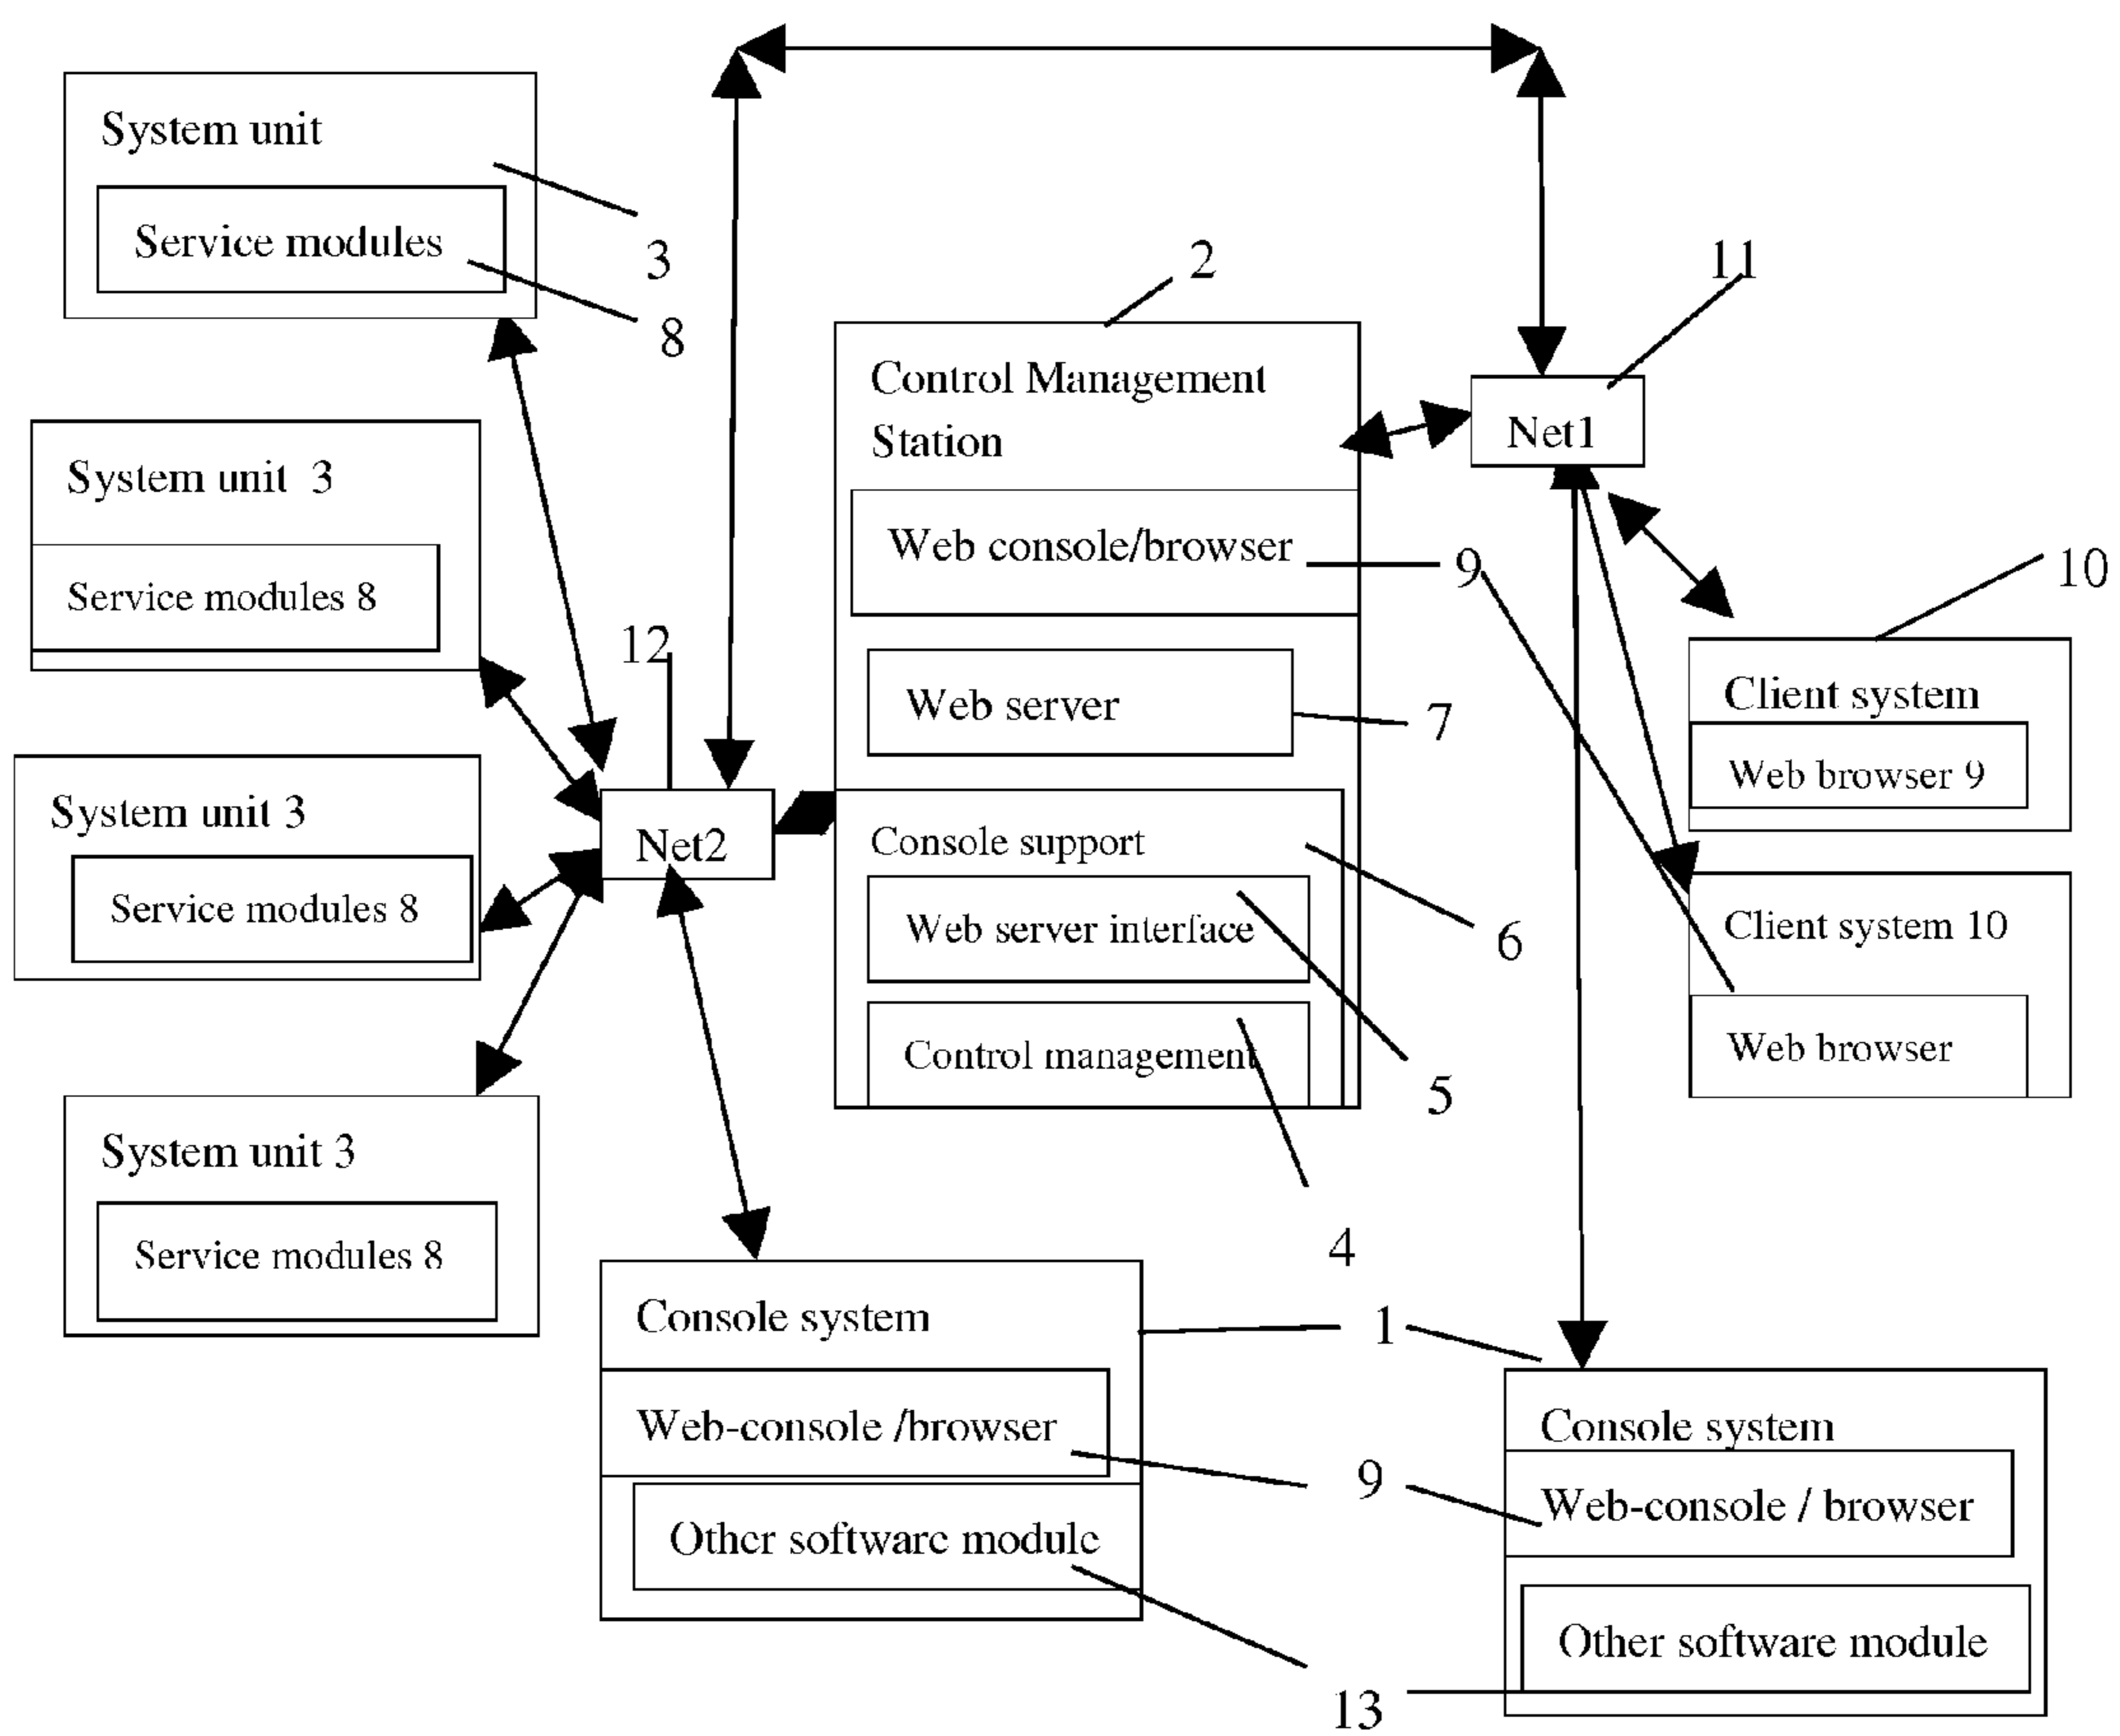 System unit
Service modules
3
8
2
11
Control Management
Station
Net1
System unit  3
Service modules 8
Web console/browser
9
10
12
Web server
7
Client system
Web browser 9
System unit 3
Service modules 8
Net2
Console support
Web server interface
6
Client system 10
Web browser
Control management
5
System unit 3
Service modules 8
4
Console system
1
Web-console /browser
9
Other software module
13
Console system
Web-console / browser
Other software module